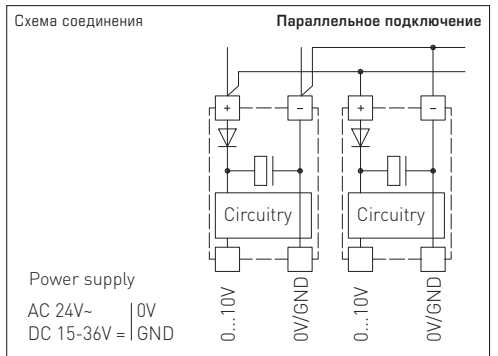 Схема соединения
Параллельное подключение
+ − + −
Circuitry Circuitry
Power supply
AC 24V~ 0V
DC 15-36V = GND
0...10V
0V/GND
0...10V
0V/GND